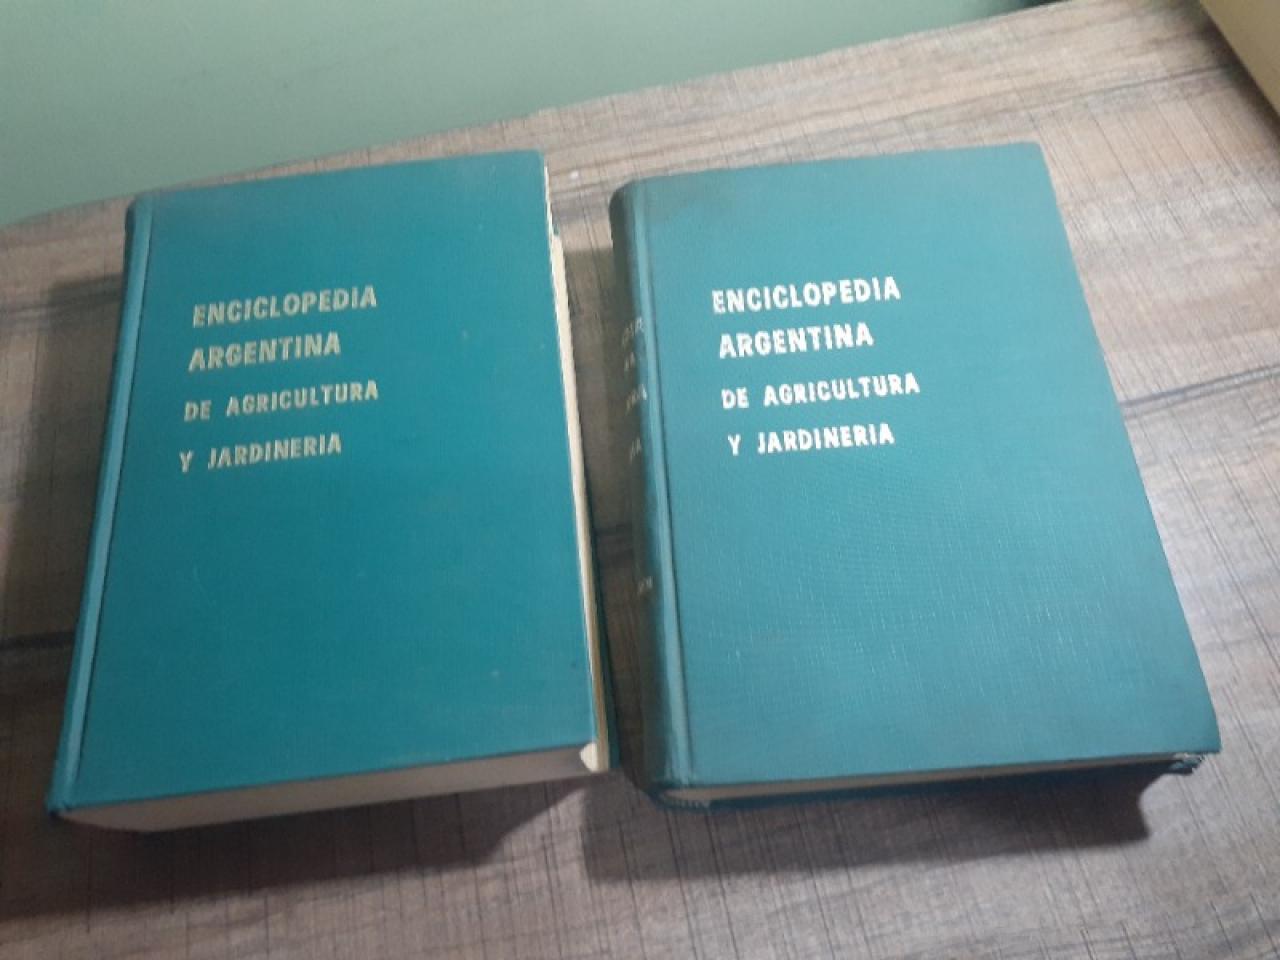 ENCICLOPEDIA
ARGENTINA
DE AGRICULTURA
Y JARDINERIA
ENCICLOPEDIA
ARGENTINA
DE AGRICULTURA
Y JARDINERIA